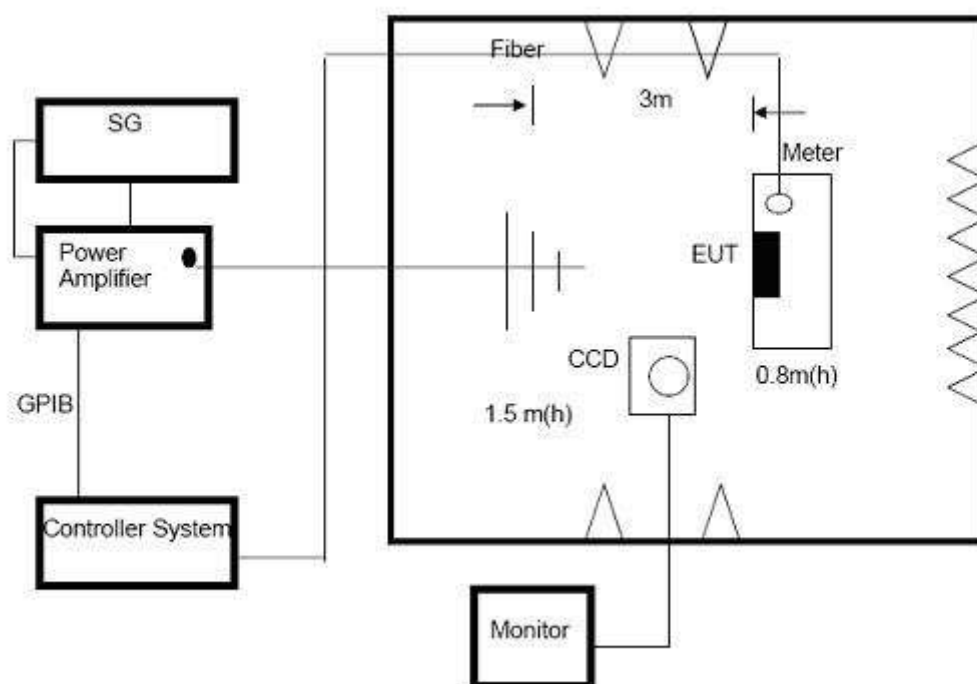 Fiber
3m
SG
Meter
Power
Amplifier
EUT
CCD
0.8m(h)
GPIB
1.5 m(h)
Controller System
Monitor